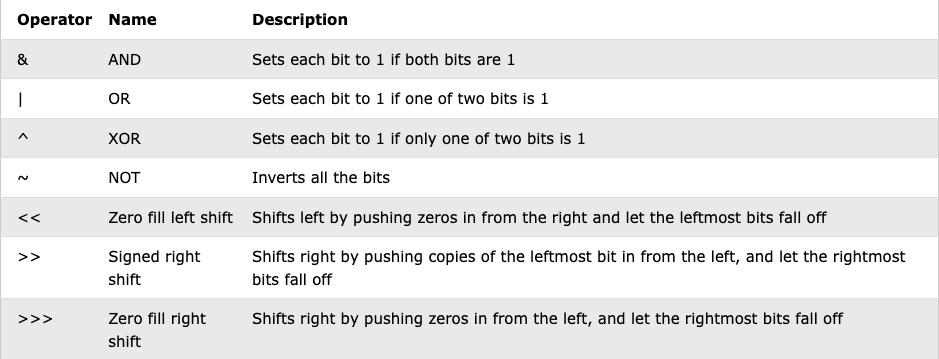 Operator Name Description
& AND Sets each bit to 1 if both bits are 1
| OR Sets each bit to 1 if one of two bits is 1
^ XOR Sets each bit to 1 if only one of two bits is 1
~ NOT Inverts all the bits
<< Zero fill left shift Shifts left by pushing zeros in from the right and let the leftmost bits fall off
>> Signed right shift Shifts right by pushing copies of the leftmost bit in from the left, and let the rightmost bits fall off
>>> Zero fill right shift Shifts right by pushing zeros in from the left, and let the rightmost bits fall off